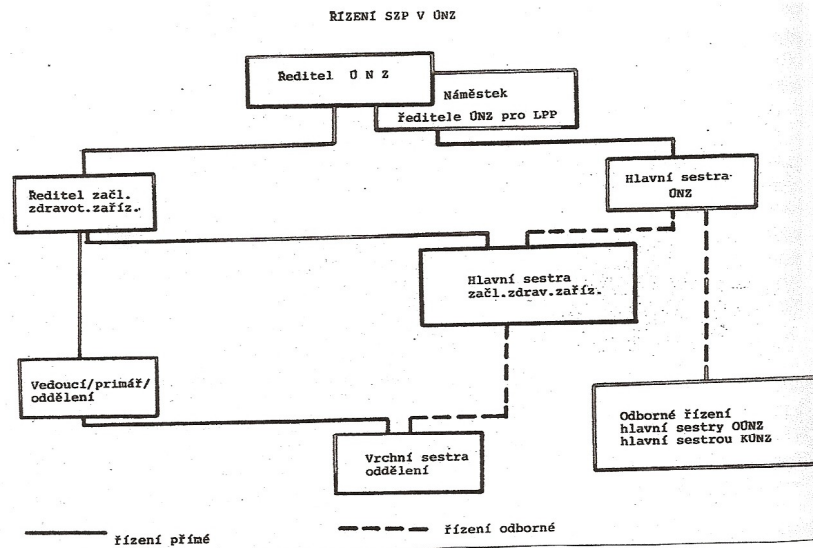 ŘÍZENÍ SZP V ÚNZ
Ředitel Ú N Z
Náměstek
ředitele ÚNZ pro LPP
Ředitel začl.
zdravot.zaříz.
Hlavní sestra
ÚNZ
Hlavní sestra
začl.zdrav.zaříz.
Vedoucí/primář/
oddělení
Vrchní sestra
oddělení
Odborné řízení
hlavní sestry OÚNZ
hlavní sestrou KÚNZ
řízení přímé
řízení odborné